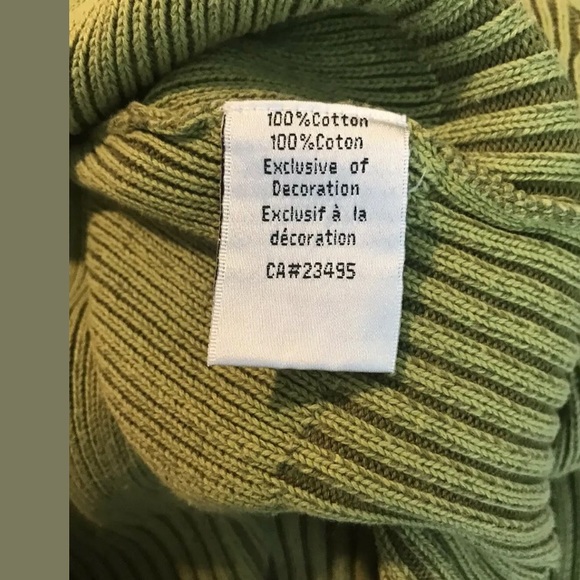 100%Cotton
100%Coton
Exclusive of
Decoration
Exclusif à la
décoration
CA#23495